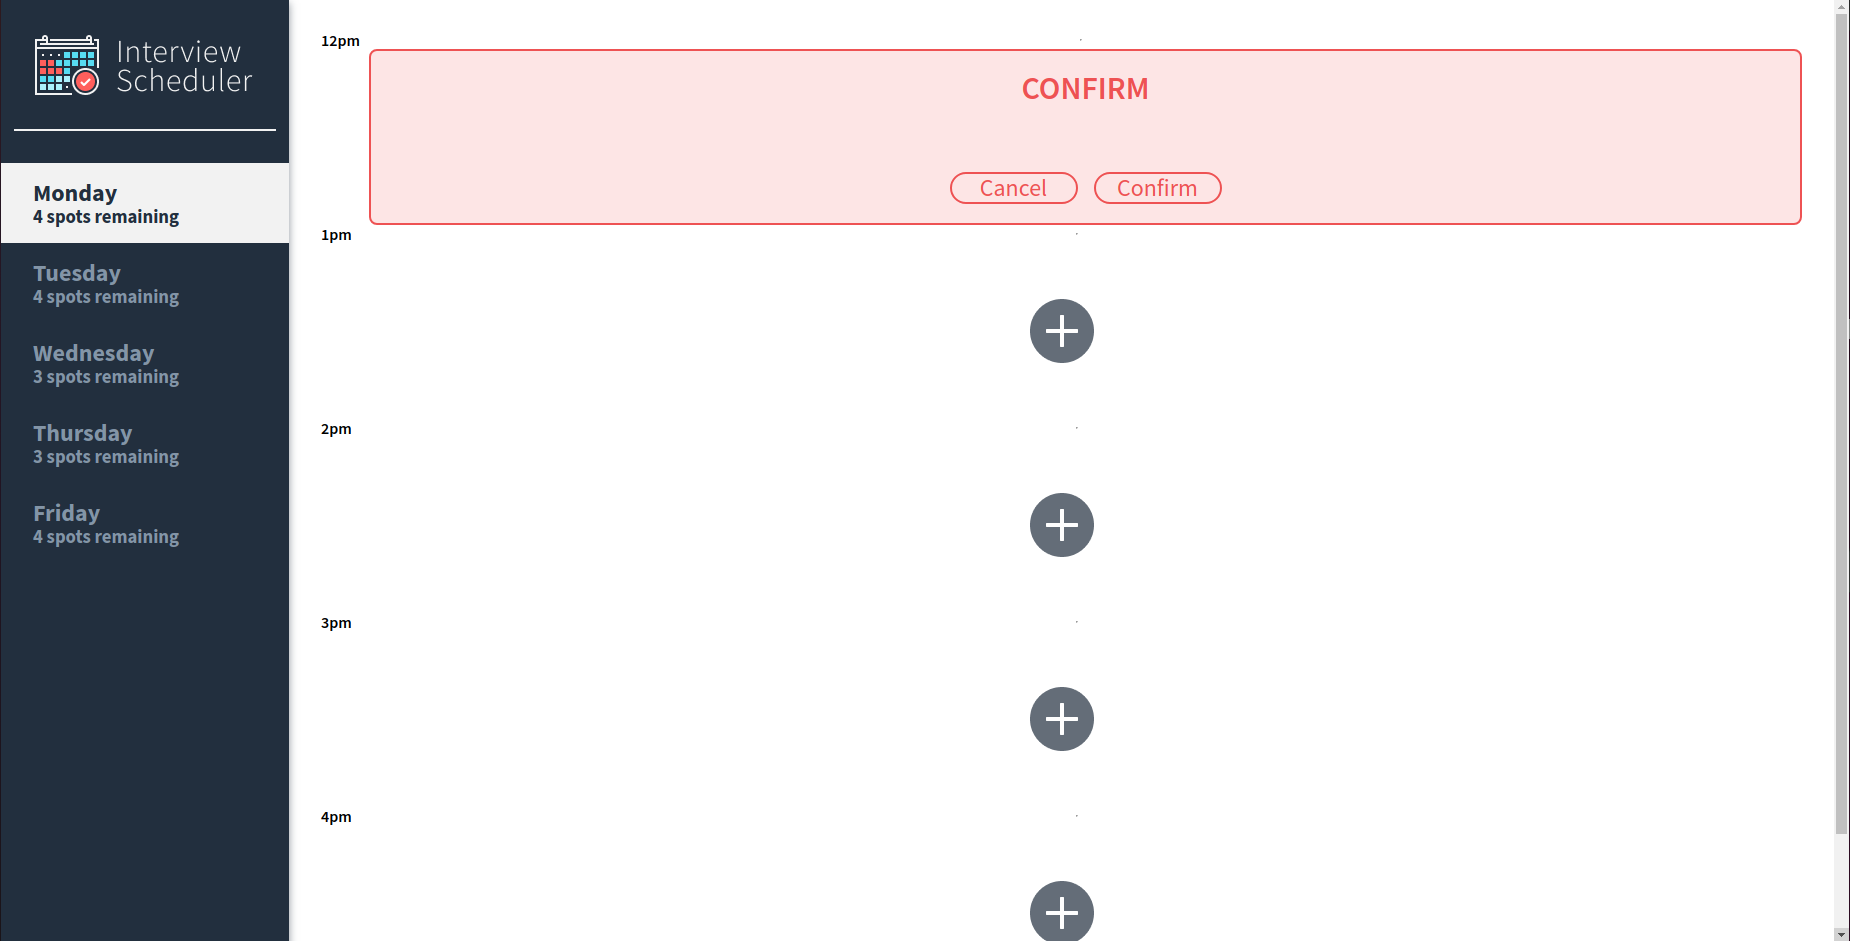 Interview
Scheduler
Monday
4 spots remaining
Tuesday
4 spots remaining
Wednesday
3 spots remaining
Thursday
3 spots remaining
Friday
4 spots remaining
12pm
CONFIRM
Cancel Confirm
1pm
2pm
3pm
4pm